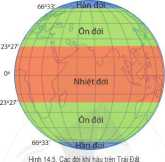 66°33'
Hàn đới
Ôn đới
23°27'
0°
Nhiệt đới
23°27'
Ôn đới
66°33'
Hàn đới
Hình 14.5. Các đới khí hậu trên Trái Đất